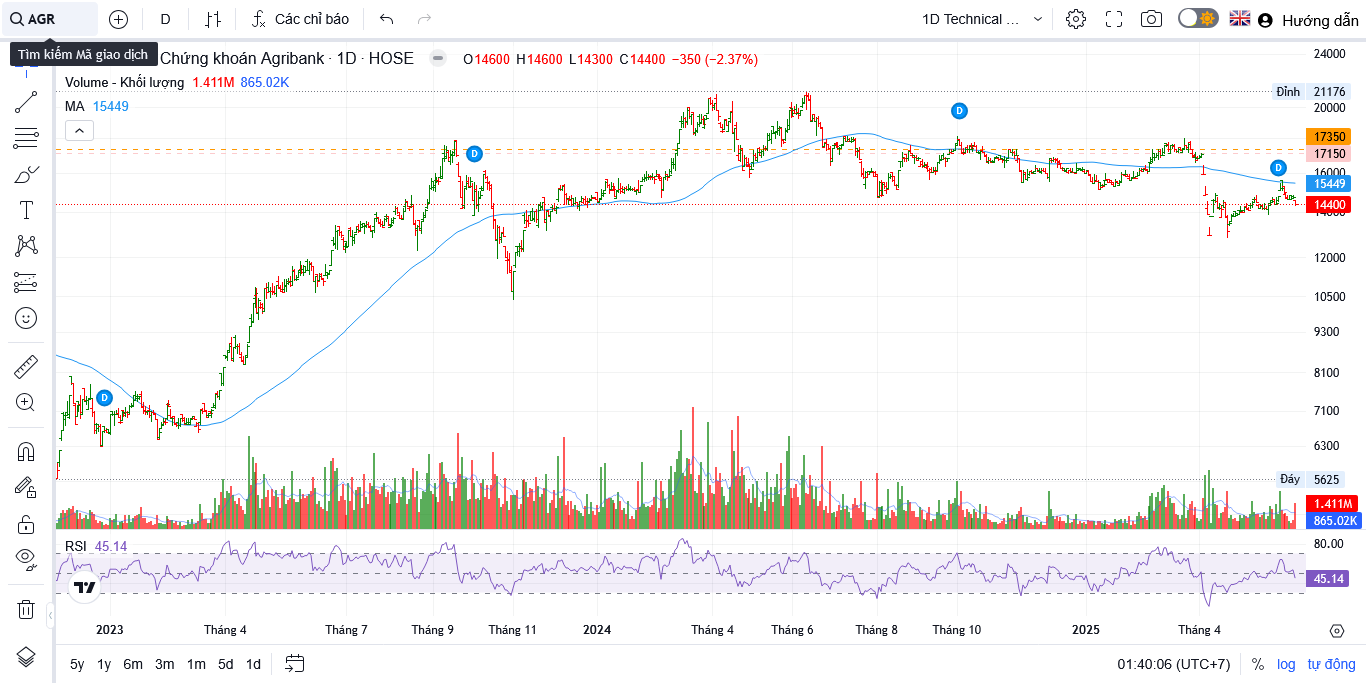 AGR
D
Các chỉ báo
1D Technical ...
Hướng dẫn
Tìm kiếm Mã giao dịch
Chứng khoán Agribank · 1D · HOSE
O14600 H14600 L14300 C14400 −350 (−2.37%)
Volume - Khối lượng 1.411M 865.02K
MA 15449
24000
Đỉnh 21176
20000
17350
17150
16000
15449
14400
14000
12000
10500
9300
8100
7100
6300
Đáy 5625
1.411M
865.02K
D
D
D
D
RSI 45.14
80.00
45.14
2023 Tháng 4 Tháng 7 Tháng 9 Tháng 11 2024 Tháng 4 Tháng 6 Tháng 8 Tháng 10 2025 Tháng 4
5y 1y 6m 3m 1m 5d 1d
01:40:06 (UTC+7) % log tự động